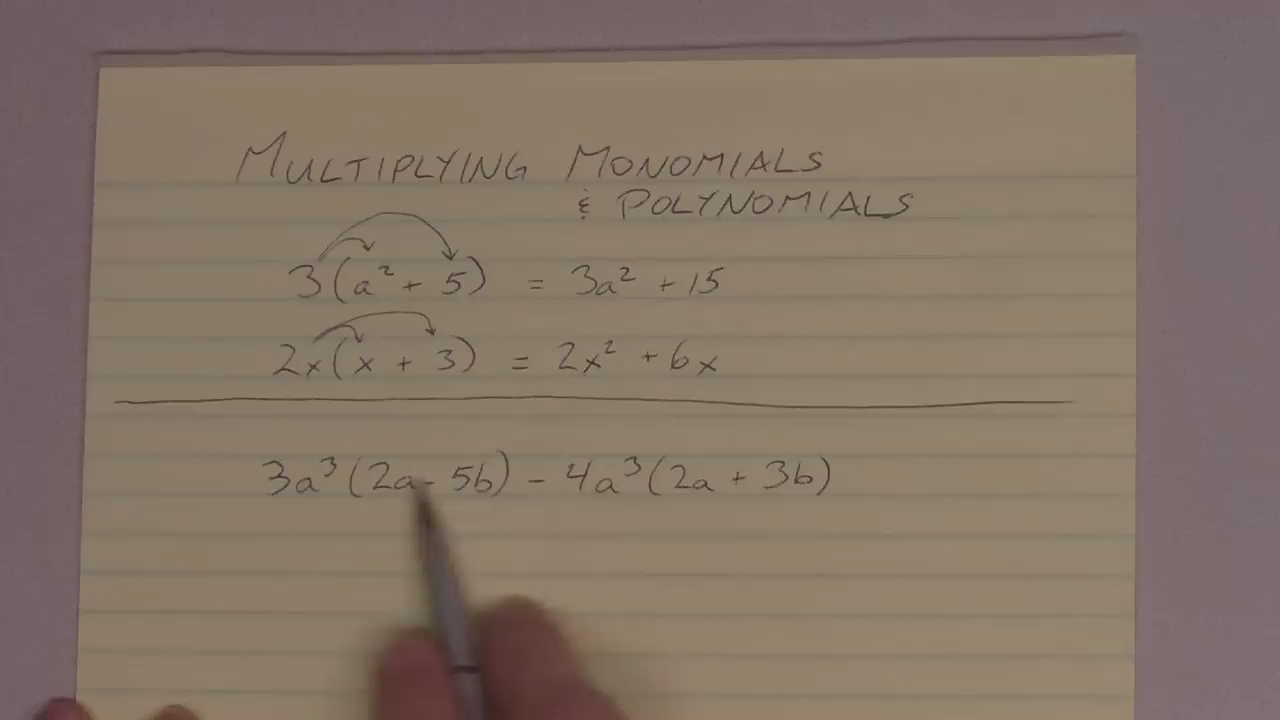 MULTIPLYING MONOMIALS
& POLYNOMIALS
3(a² + 5) = 3a² + 15
2x(x + 3) = 2x² + 6x
3a³(2a - 5b) - 4a³(2a + 3b)